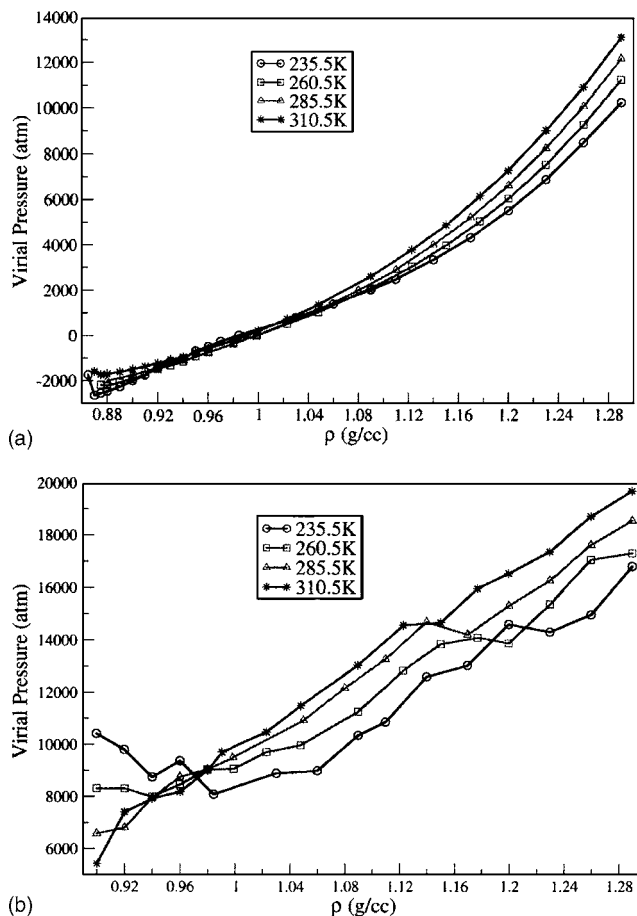 14000
12000
10000
8000
6000
4000
2000
0
-2000
Virial Pressure (atm)
235.5K
260.5K
285.5K
310.5K
0.88 0.92 0.96 1 1.04 1.08 1.12 1.16 1.2 1.24 1.28
ρ (g/cc)
(a)
20000
18000
16000
14000
12000
10000
8000
6000
Virial Pressure (atm)
235.5K
260.5K
285.5K
310.5K
0.92 0.96 1 1.04 1.08 1.12 1.16 1.2 1.24 1.28
ρ (g/cc)
(b)